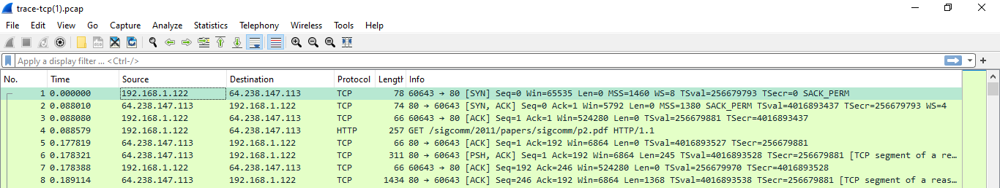 trace-tcp(1).pcap
File Edit View Go Capture Analyze Statistics Telephony Wireless Tools Help
Apply a display filter ... <Ctrl-/>
No. Time Source Destination Protocol Length Info
1 0.000000 192.168.1.122 64.238.147.113 TCP 78 60643 → 80 [SYN] Seq=0 Win=65535 Len=0 MSS=1460 WS=8 TSval=256679793 TSecr=0 SACK_PERM
2 0.088010 64.238.147.113 192.168.1.122 TCP 74 80 → 60643 [SYN, ACK] Seq=0 Ack=1 Win=5792 Len=0 MSS=1380 SACK_PERM TSval=4016893437 TSecr=256679793 WS=4
3 0.088080 192.168.1.122 64.238.147.113 TCP 66 60643 → 80 [ACK] Seq=1 Ack=1 Win=524280 Len=0 TSval=256679881 TSecr=4016893437
4 0.088579 192.168.1.122 64.238.147.113 HTTP 257 GET /sigcomm/2011/papers/sigcomm/p2.pdf HTTP/1.1
5 0.177819 64.238.147.113 192.168.1.122 TCP 66 80 → 60643 [ACK] Seq=1 Ack=192 Win=6864 Len=0 TSval=4016893527 TSecr=256679881
6 0.178321 64.238.147.113 192.168.1.122 TCP 311 80 → 60643 [PSH, ACK] Seq=1 Ack=192 Win=6864 Len=245 TSval=4016893528 TSecr=256679881 [TCP segment of a re…
7 0.178388 192.168.1.122 64.238.147.113 TCP 66 60643 → 80 [ACK] Seq=192 Ack=246 Win=524280 Len=0 TSval=256679970 TSecr=4016893528
8 0.189114 64.238.147.113 192.168.1.122 TCP 1434 80 → 60643 [ACK] Seq=246 Ack=192 Win=6864 Len=1368 TSval=4016893538 TSecr=256679881 [TCP segment of a reas…